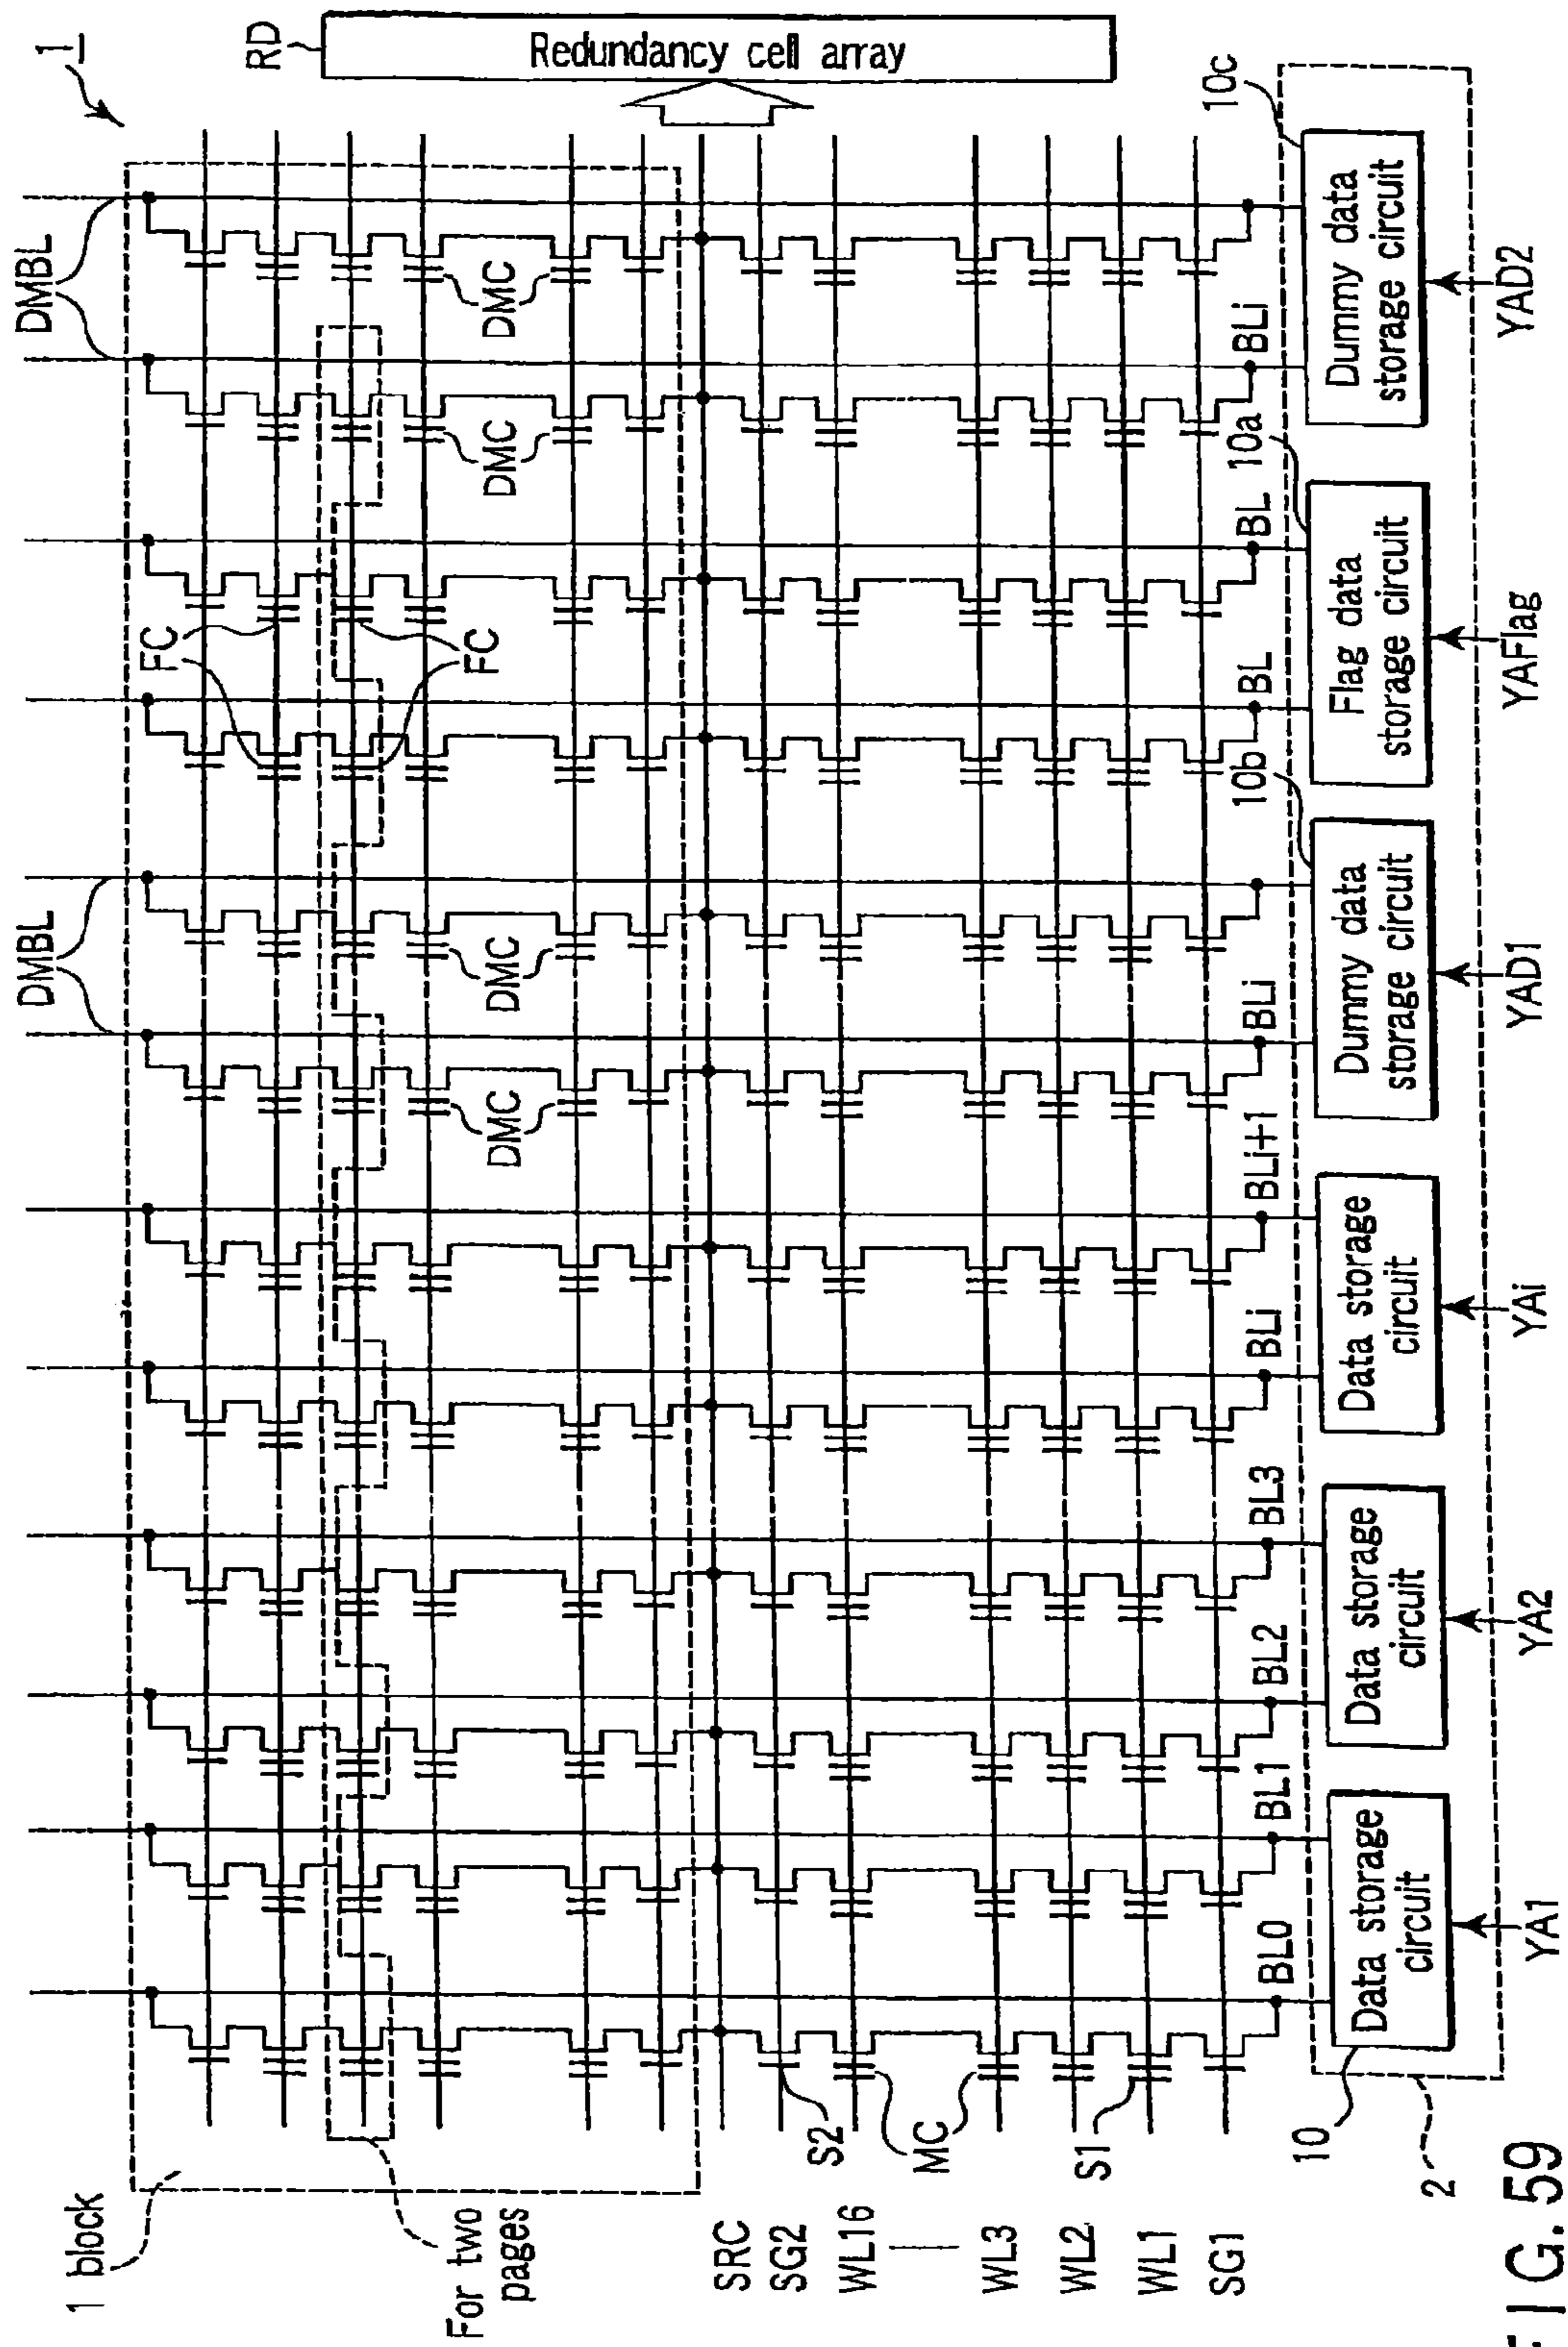 1
RD
Redundancy cell array
DMBL
DMBL
1 block
FC
FC
DMC
DMC
DMC
DMC
For two
pages
SRC
SG2
WL16
WL3
WL2
WL1
SG1
S2
MC
S1
BL0
BL1
BL2
BL3
BLi
BLi+1
BLi
BL
BL
BLi
10
10b
10a
10c
2
Data storage
circuit
Data storage
circuit
Data storage
circuit
Dummy data
storage circuit
Flag data
storage circuit
Dummy data
storage circuit
YA1
YA2
YAi
YAD1
YAFlag
YAD2
FIG. 59